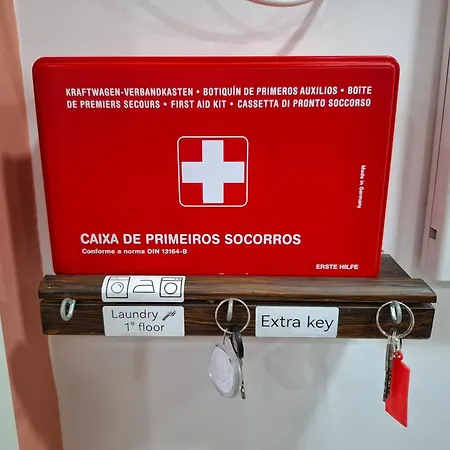 KRAFTWAGEN-VERBANDKASTEN • BOTIQUÍN DE PRIMEROS AUXILIOS • BOÎTE
DE PREMIERS SECOURS • FIRST AID KIT • CASSETTA DI PRONTO SOCCORSO
Made in Germany
CAIXA DE PRIMEIROS SOCORROS
Conforme a norma DIN 13164-B
ERSTE HILFE
Laundry
1° floor
Extra key